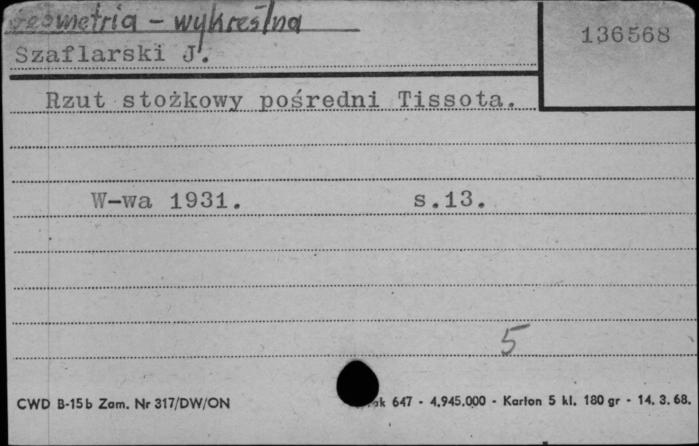 Geometria - wykreślna
136568
Szaflarski J.
Rzut stożkowy pośredni Tissota.
W-wa 1931. s.13.
5
CWD B-15b Zam. Nr 317/DW/ON 647 - 4.945.000 - Karton 5 kl. 180 gr - 14. 3. 68.